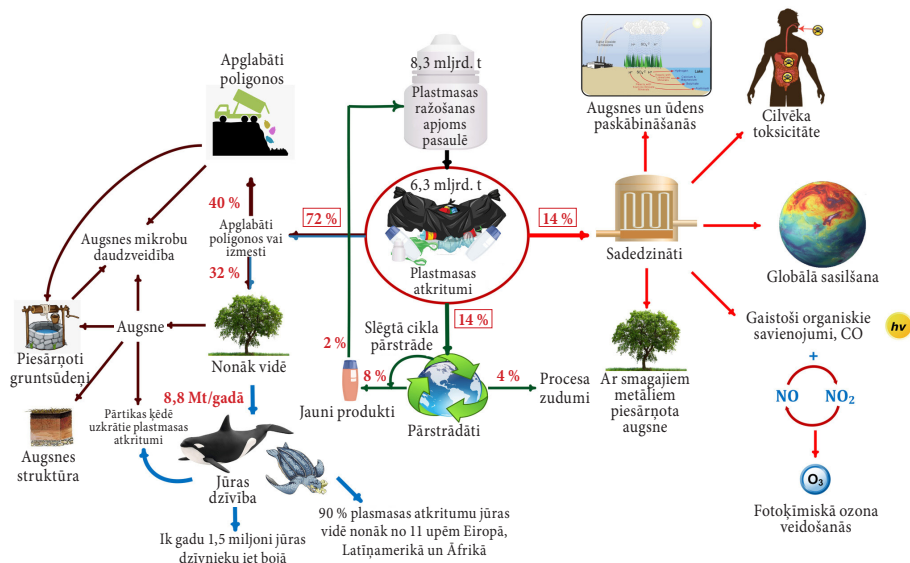 Apglabāti
poligonos
8,3 mljrd. t
Plastmasas
ražošanas
apjoms
pasaulē
Augsnes un ūdens
paskābināšanās
Cilvēka
toksicitāte
6,3 mljrd. t
Plastmasas
atkritumi
72 %
14 %
40 %
Apglabāti
poligonos vai
izmesti
32 %
Augsnes mikrobu
daudzveidība
Sadedzināti
Globālā sasilšana
Piesārņoti
gruntsūdeņi
Augsne
Nonāk vidē
14 %
Slēgtā cikla
pārstrāde
2 %
8 %
4 %
Jauni produkti
Pārstrādāti
Procesa
zudumi
Ar smagajiem
metāliem
piesārņota
augsne
Gaistoši organiskie
savienojumi, CO
hv
+
NO
NO₂
O₃
Fotoķīmiskā ozona
veidošanās
8,8 Mt/gadā
Augsnes
struktūra
Pārtikas ķēdē
uzkrātie plastmasas
atkritumi
Jūras
dzīvība
Ik gadu 1,5 miljoni jūras
dzīvnieku iet bojā
90 % plasmasas atkritumu jūras
vidē nonāk no 11 upēm Eiropā,
Latīņamerikā un Āfrikā